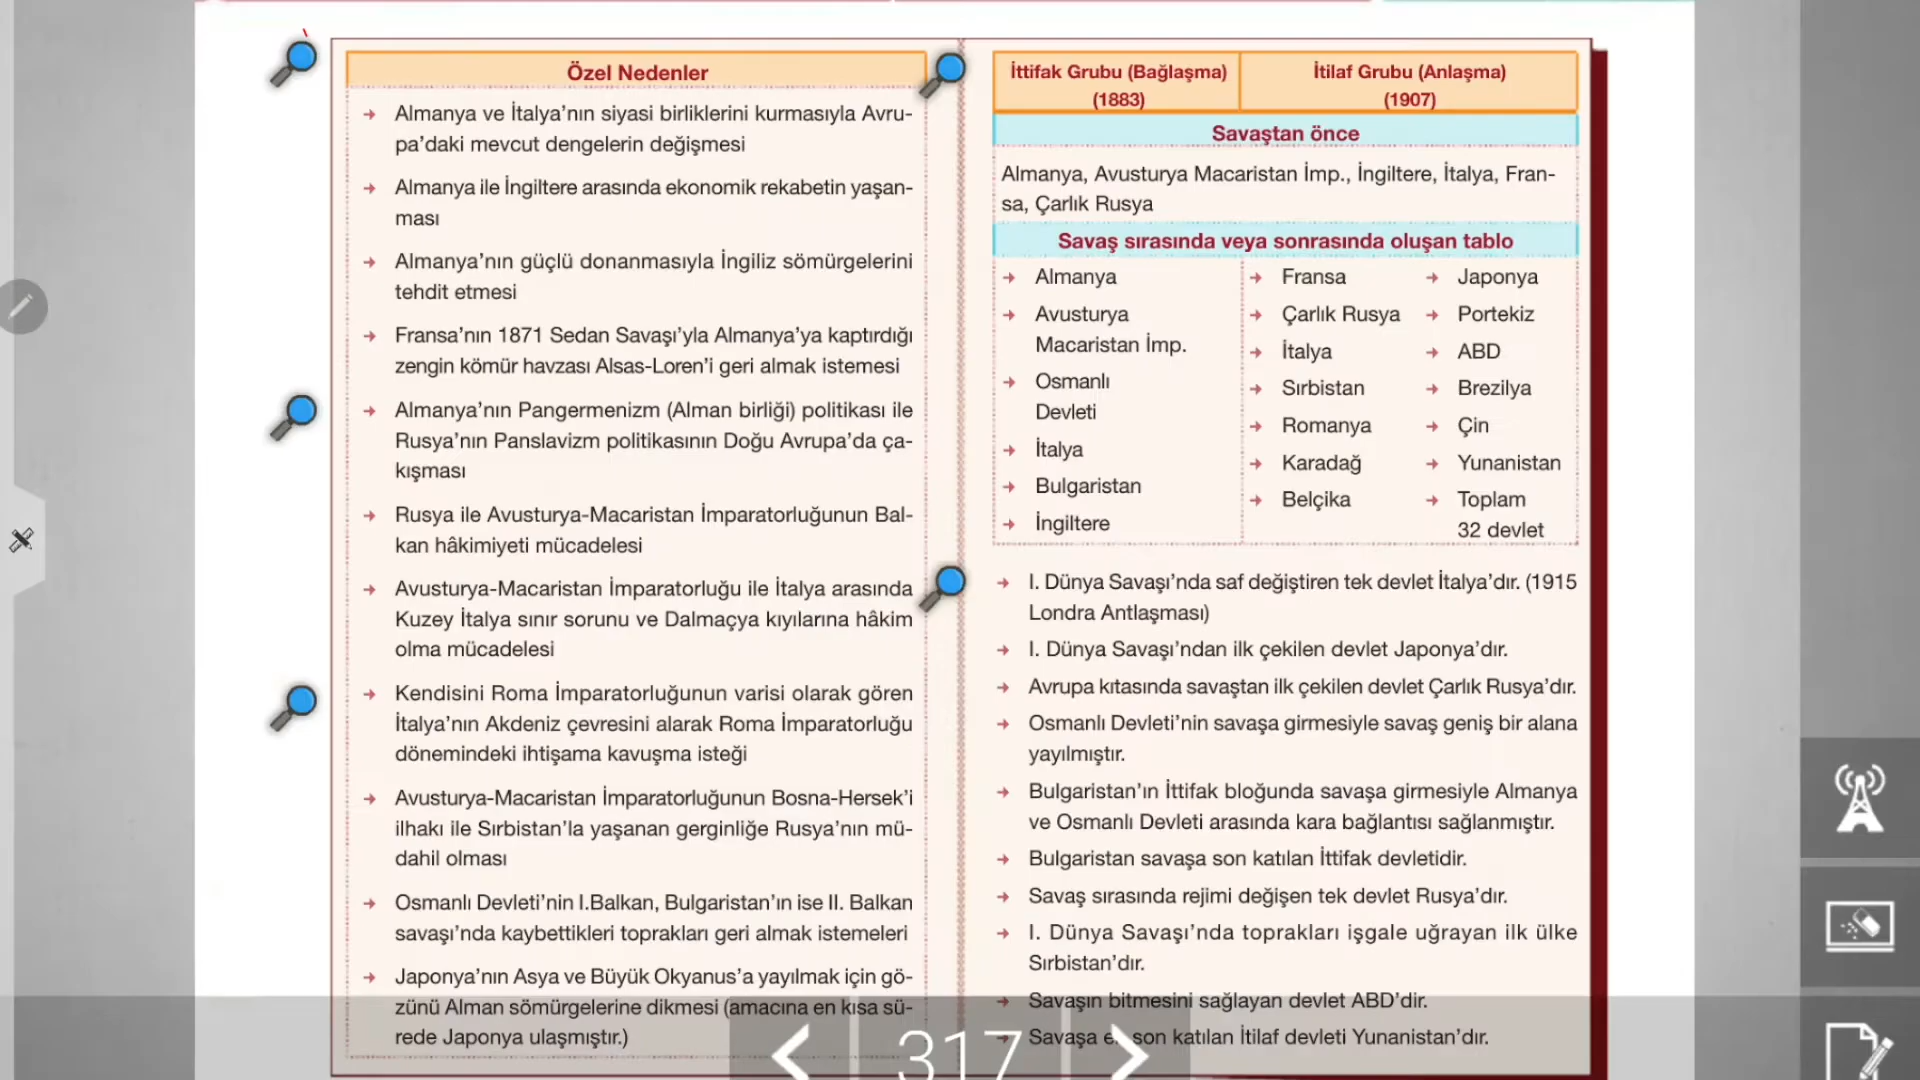 Özel Nedenler
Almanya ve İtalya'nın siyasi birliklerini kurmasıyla Avru-
pa'daki mevcut dengelerin değişmesi
Almanya ile İngiltere arasında ekonomik rekabetin yaşan-
ması
Almanya'nın güçlü donanmasıyla İngiliz sömürgelerini
tehdit etmesi
Fransa'nın 1871 Sedan Savaşı'yla Almanya'ya kaptırdığı
zengin kömür havzası Alsas-Loren'i geri almak istemesi
Almanya'nın Pangermenizm (Alman birliği) politikası ile
Rusya'nın Panslavizm politikasının Doğu Avrupa'da ça-
kışması
Rusya ile Avusturya-Macaristan İmparatorluğunun Bal-
kan hâkimiyeti mücadelesi
Avusturya-Macaristan İmparatorluğu ile İtalya arasında
Kuzey İtalya sınır sorunu ve Dalmaçya kıyılarına hâkim
olma mücadelesi
Kendisini Roma İmparatorluğunun varisi olarak gören
İtalya'nın Akdeniz çevresini alarak Roma İmparatorluğu
dönemindeki ihtişama kavuşma isteği
Avusturya-Macaristan İmparatorluğunun Bosna-Hersek'i
ilhakı ile Sırbistan'la yaşanan gerginliğe Rusya'nın mü-
dahil olması
Osmanlı Devleti'nin I.Balkan, Bulgaristan'ın ise II. Balkan
savaşı'nda kaybettikleri toprakları geri almak istemeleri
Japonya'nın Asya ve Büyük Okyanus'a yayılmak için gö-
zünü Alman sömürgelerine dikmesi (amacına en kısa sü-
rede Japonya ulaşmıştır.)
İttifak Grubu (Bağlaşma)
(1883)
İtilaf Grubu (Anlaşma)
(1907)
Savaştan önce
Almanya, Avusturya Macaristan İmp., İngiltere, İtalya, Fran-
sa, Çarlık Rusya
Savaş sırasında veya sonrasında oluşan tablo
Almanya
Avusturya
Macaristan İmp.
Osmanlı
Devleti
İtalya
Bulgaristan
İngiltere
Fransa
Çarlık Rusya
İtalya
Sırbistan
Romanya
Karadağ
Belçika
Japonya
Portekiz
ABD
Brezilya
Çin
Yunanistan
Toplam
32 devlet
I. Dünya Savaşı'nda saf değiştiren tek devlet İtalya'dır. (1915
Londra Antlaşması)
I. Dünya Savaşı'ndan ilk çekilen devlet Japonya'dır.
Avrupa kıtasında savaştan ilk çekilen devlet Çarlık Rusya'dır.
Osmanlı Devleti'nin savaşa girmesiyle savaş geniş bir alana
yayılmıştır.
Bulgaristan'ın İttifak bloğunda savaşa girmesiyle Almanya
ve Osmanlı Devleti arasında kara bağlantısı sağlanmıştır.
Bulgaristan savaşa son katılan İttifak devletidir.
Savaş sırasında rejimi değişen tek devlet Rusya'dır.
I. Dünya Savaşı'nda toprakları işgale uğrayan ilk ülke
Sırbistan'dır.
Savaşın bitmesini sağlayan devlet ABD'dir.
Savaşa son katılan İtilaf devleti Yunanistan'dır.
317